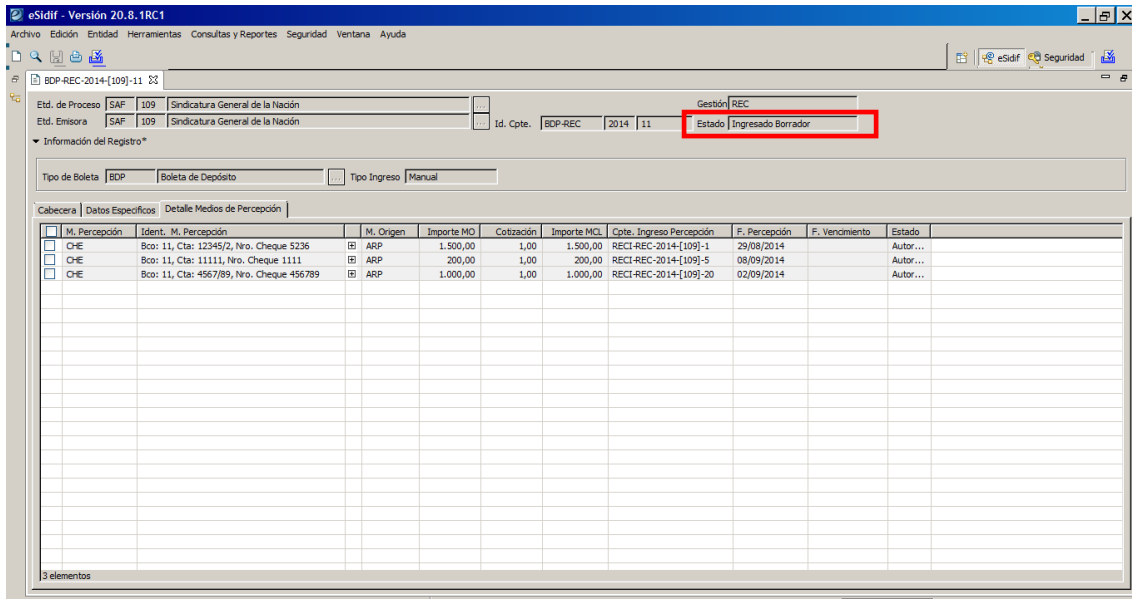 eSidif - Versión 20.8.1RC1
Archivo Edición Entidad Herramientas Consultas y Reportes Seguridad Ventana Ayuda
eSidif Seguridad
BDP-REC-2014-[109]-11
Etd. de Proceso SAF 109 Sindicatura General de la Nación ... Gestión REC
Etd. Emisora SAF 109 Sindicatura General de la Nación ... Id. Cpte. BDP-REC 2014 11 Estado Ingresado Borrador
Información del Registro*
Tipo de Boleta BDP Boleta de Depósito ... Tipo Ingreso Manual
Cabecera Datos Especificos Detalle Medios de Percepción
M. Percepción Ident. M. Percepción M. Origen Importe MO Cotización Importe MCL Cpte. Ingreso Percepción F. Percepción F. Vencimiento Estado
CHE Bco: 11, Cta: 12345/2, Nro. Cheque 5236 ARP 1.500,00 1,00 1.500,00 RECI-REC-2014-[109]-1 29/08/2014 Autor...
CHE Bco: 11, Cta: 11111, Nro. Cheque 1111 ARP 200,00 1,00 200,00 RECI-REC-2014-[109]-5 08/09/2014 Autor...
CHE Bco: 11, Cta: 4567/89, Nro. Cheque 456789 ARP 1.000,00 1,00 1.000,00 RECI-REC-2014-[109]-20 02/09/2014 Autor...
3 elementos